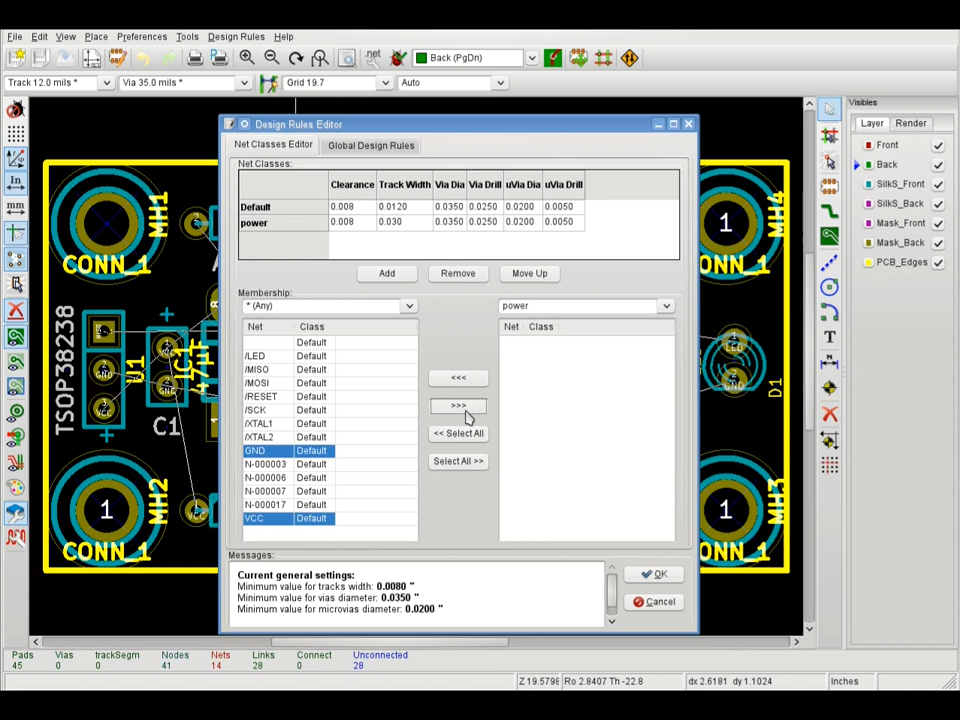 File Edit View Place Preferences Tools Design Rules Help
.net
Back (PgDn)
Track 12.0 mils * Via 35.0 mils * Grid 19.7 Auto
In
mm
Visibles
Layer Render
Front
Back
SilkS_Front
SilkS_Back
Mask_Front
Mask_Back
PCB_Edges
Design Rules Editor
Net Classes Editor Global Design Rules
Net Classes:
Clearance Track Width Via Dia Via Drill uVia Dia uVia Drill
Default 0.008 0.0120 0.0350 0.0250 0.0200 0.0050
power 0.008 0.030 0.0350 0.0250 0.0200 0.0050
Add Remove Move Up
Membership:
* (Any) power
Net Class Net Class
Default
/LED Default
/MISO Default
/MOSI Default
/RESET Default
/SCK Default
/XTAL1 Default
/XTAL2 Default
GND Default
N-000003 Default
N-000006 Default
N-000007 Default
N-000017 Default
VCC Default
<<<
>>>
<< Select All
Select All >>
Messages:
Current general settings:
Minimum value for tracks width: 0.0080 "
Minimum value for vias diameter: 0.0350 "
Minimum value for microvias diameter: 0.0200 "
OK
Cancel
MH1
CONN_1
TSOP38238
U1
IC1
47uF
C1
VCC
GND
1
MH2
CONN_1
VCC
1
MH4
CONN_1
LED
GND
D1
1
MH3
CONN_1
Pads Vias trackSegm Nodes Nets Links Connect Unconnected
45 0 0 41 14 28 0 28
Z 19.5798 Ro 2.8407 Th -22.8 dx 2.6181 dy 1.1024 Inches